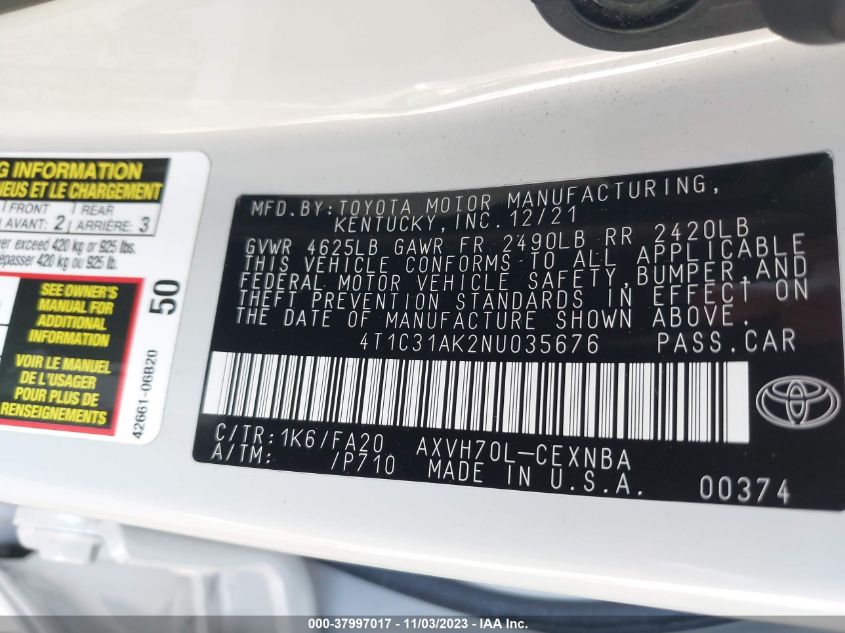 G INFORMATION
NEUS ET LE CHARGEMENT
FRONT
AVANT: 2
REAR
ARRIÈRE: 3
er exceed 420 kg or 925 lbs.
épasser 420 kg ou 925 lb.
SEE OWNER'S
MANUAL FOR
ADDITIONAL
INFORMATION
VOIR LE MANUEL
DE L'USAGER
POUR PLUS DE
RENSEIGNEMENTS
50
42661-06B20
MFD. BY: TOYOTA MOTOR MANUFACTURING,
KENTUCKY, INC. 12/21
GVWR 4625LB GAWR FR 2490LB RR 2420LB
THIS VEHICLE CONFORMS TO ALL APPLICABLE
FEDERAL MOTOR VEHICLE SAFETY, BUMPER, AND
THEFT PREVENTION STANDARDS IN EFFECT ON
THE DATE OF MANUFACTURE SHOWN ABOVE.
4T1C31AK2NU035676 PASS.CAR
C/TR: 1K6/FA20 AXVH70L-CEXNBA
A/TM: /P710 MADE IN U.S.A. 00374
000-37997017 - 11/03/2023 - IAA Inc.